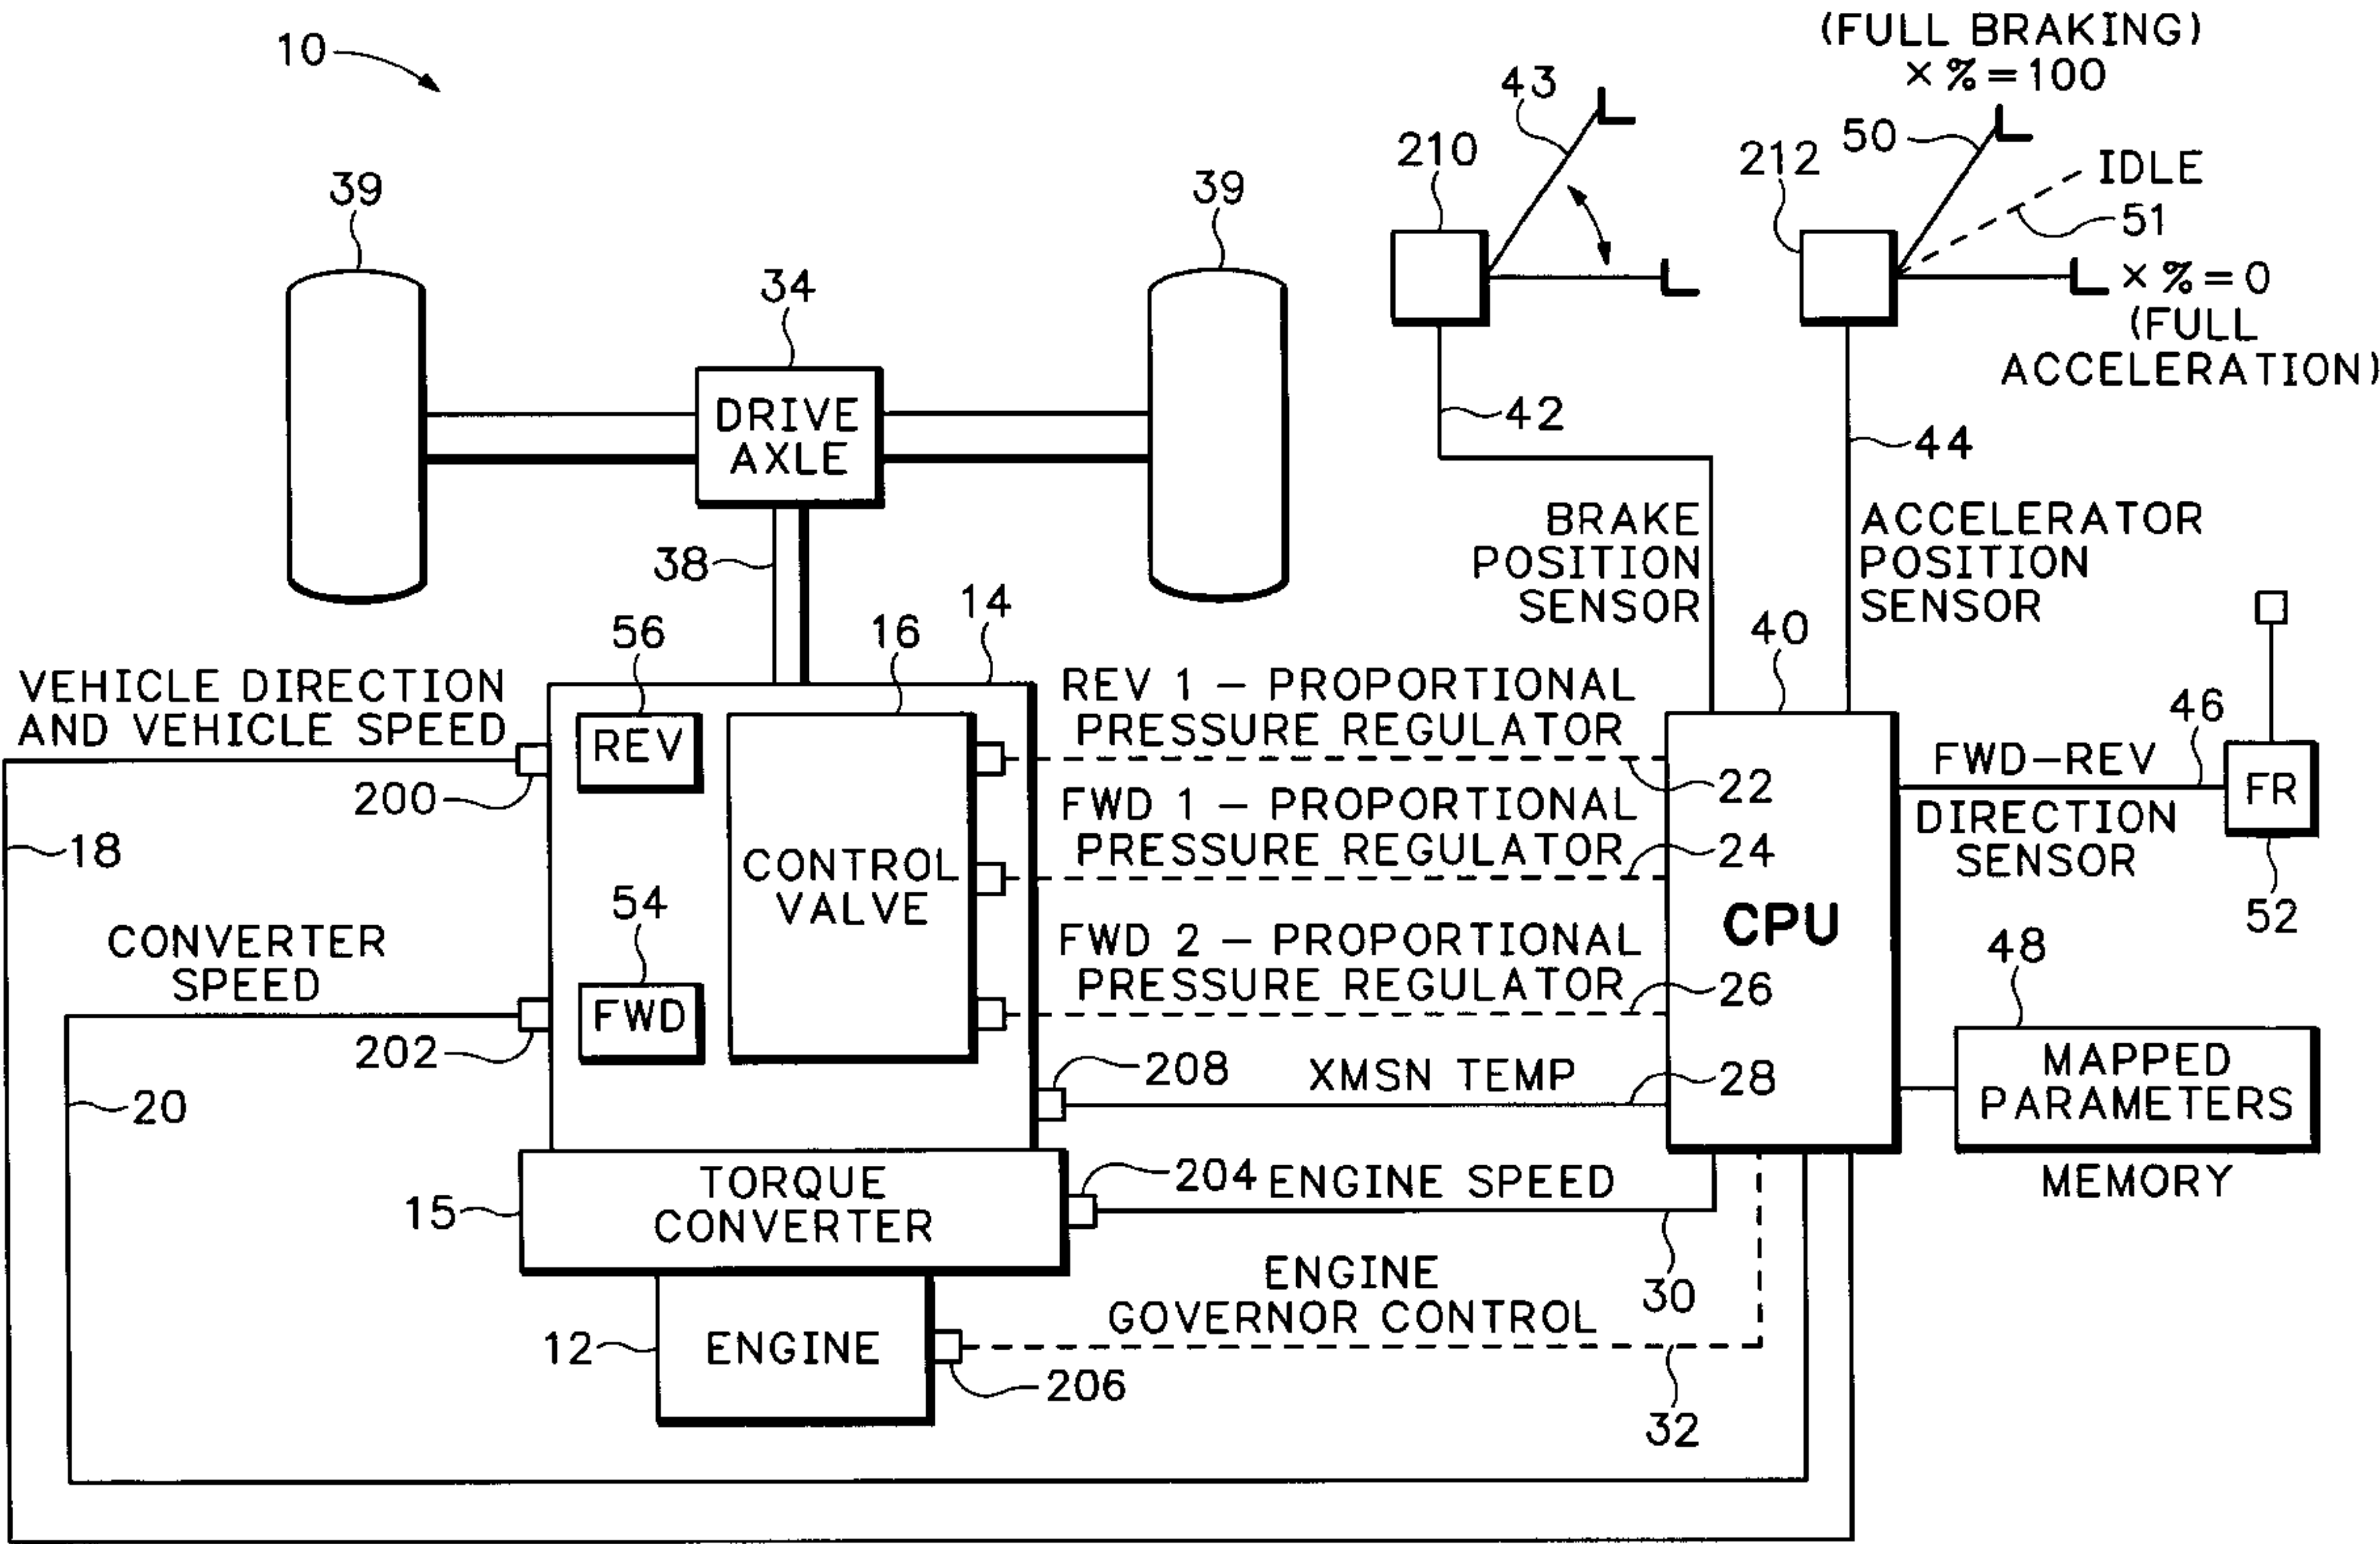 10
(FULL BRAKING)
× % = 100
43
50
210
212
IDLE
51
39
39
× % = 0
(FULL
ACCELERATION)
34
DRIVE
AXLE
42
44
38
BRAKE
POSITION
SENSOR
ACCELERATOR
POSITION
SENSOR
56
16
14
40
VEHICLE DIRECTION
AND VEHICLE SPEED
REV
200
REV 1 – PROPORTIONAL
PRESSURE REGULATOR
22
46
FWD–REV
DIRECTION
SENSOR
FR
52
18
CONTROL
VALVE
FWD 1 – PROPORTIONAL
PRESSURE REGULATOR
24
CPU
54
CONVERTER
SPEED
FWD
202
FWD 2 – PROPORTIONAL
PRESSURE REGULATOR
26
48
MAPPED
PARAMETERS
MEMORY
20
208
XMSN TEMP
28
15
TORQUE
CONVERTER
204
ENGINE SPEED
30
12
ENGINE
206
ENGINE
GOVERNOR CONTROL
32